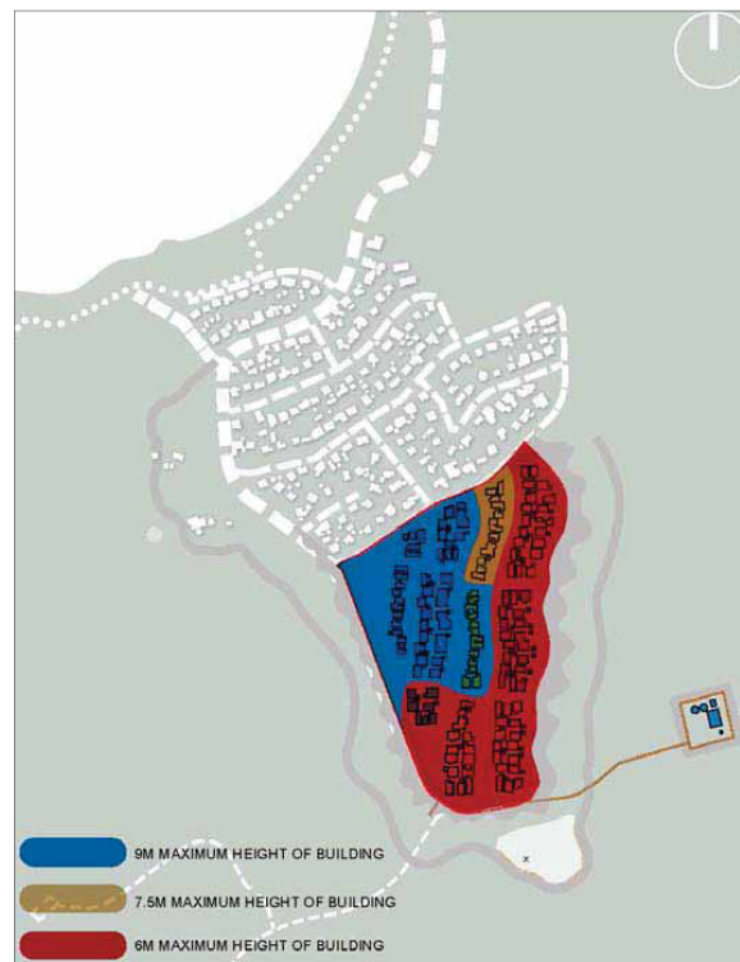 x
9M MAXIMUM HEIGHT OF BUILDING
7.5M MAXIMUM HEIGHT OF BUILDING
6M MAXIMUM HEIGHT OF BUILDING